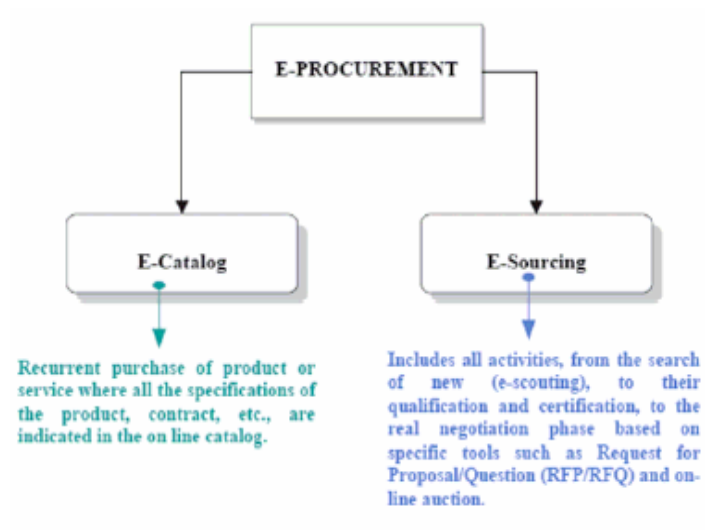 E-PROCUREMENT
E-Catalog
E-Sourcing
Recurrent purchase of product or
service where all the specifications of
the product, contract, etc., are
indicated in the on line catalog.
Includes all activities, from the search
of new (e-scouting), to their
qualification and certification, to the
real negotiation phase based on
specific tools such as Request for
Proposal/Question (RFP/RFQ) and on-
line auction.